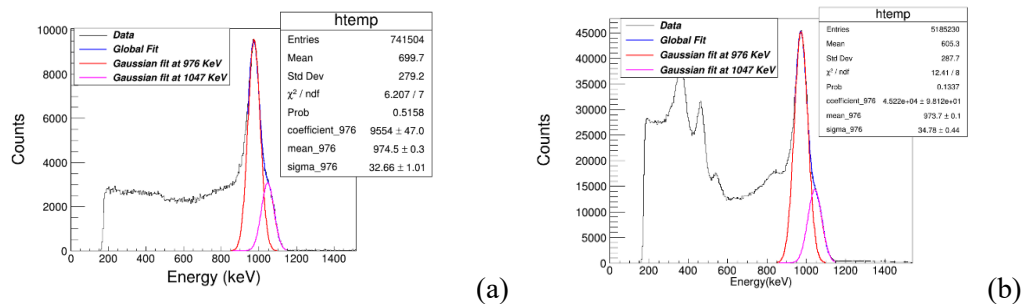 htemp
Data
Global Fit
Gaussian fit at 976 KeV
Gaussian fit at 1047 KeV
Entries 741504
Mean 699.7
Std Dev 279.2
χ² / ndf 6.207 / 7
Prob 0.5158
coefficient_976 9554 ± 47.0
mean_976 974.5 ± 0.3
sigma_976 32.66 ± 1.01
Counts
10000
8000
6000
4000
2000
0
0 200 400 600 800 1000 1200 1400
Energy (keV)
(a)
htemp
Data
Global Fit
Gaussian fit at 976 KeV
Gaussian fit at 1047 KeV
Entries 5185230
Mean 605.3
Std Dev 287.7
χ² / ndf 12.41 / 8
Prob 0.1337
coefficient_976 4.522e+04 ± 9.812e+01
mean_976 973.7 ± 0.1
sigma_976 34.78 ± 0.44
Counts
45000
40000
35000
30000
25000
20000
15000
10000
5000
0
0 200 400 600 800 1000 1200 1400
Energy(keV)
(b)